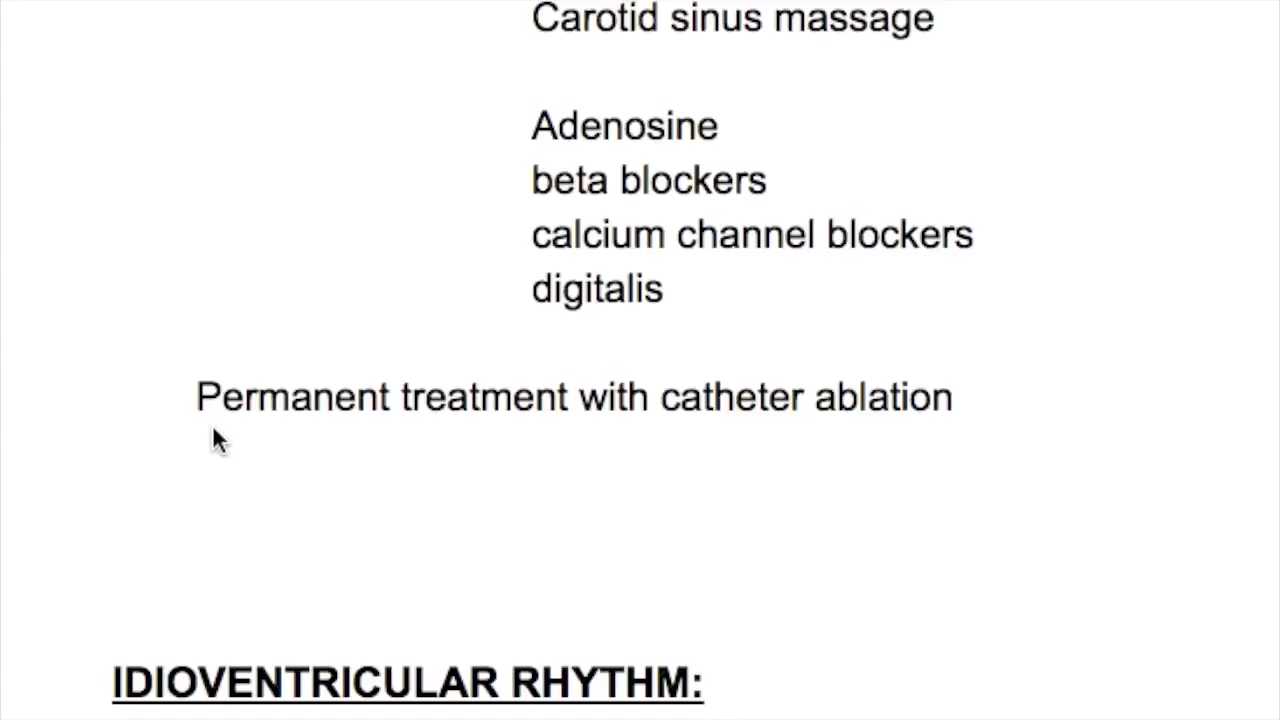 Carotid sinus massage
Adenosine
beta blockers
calcium channel blockers
digitalis
Permanent treatment with catheter ablation
IDIOVENTRICULAR RHYTHM: